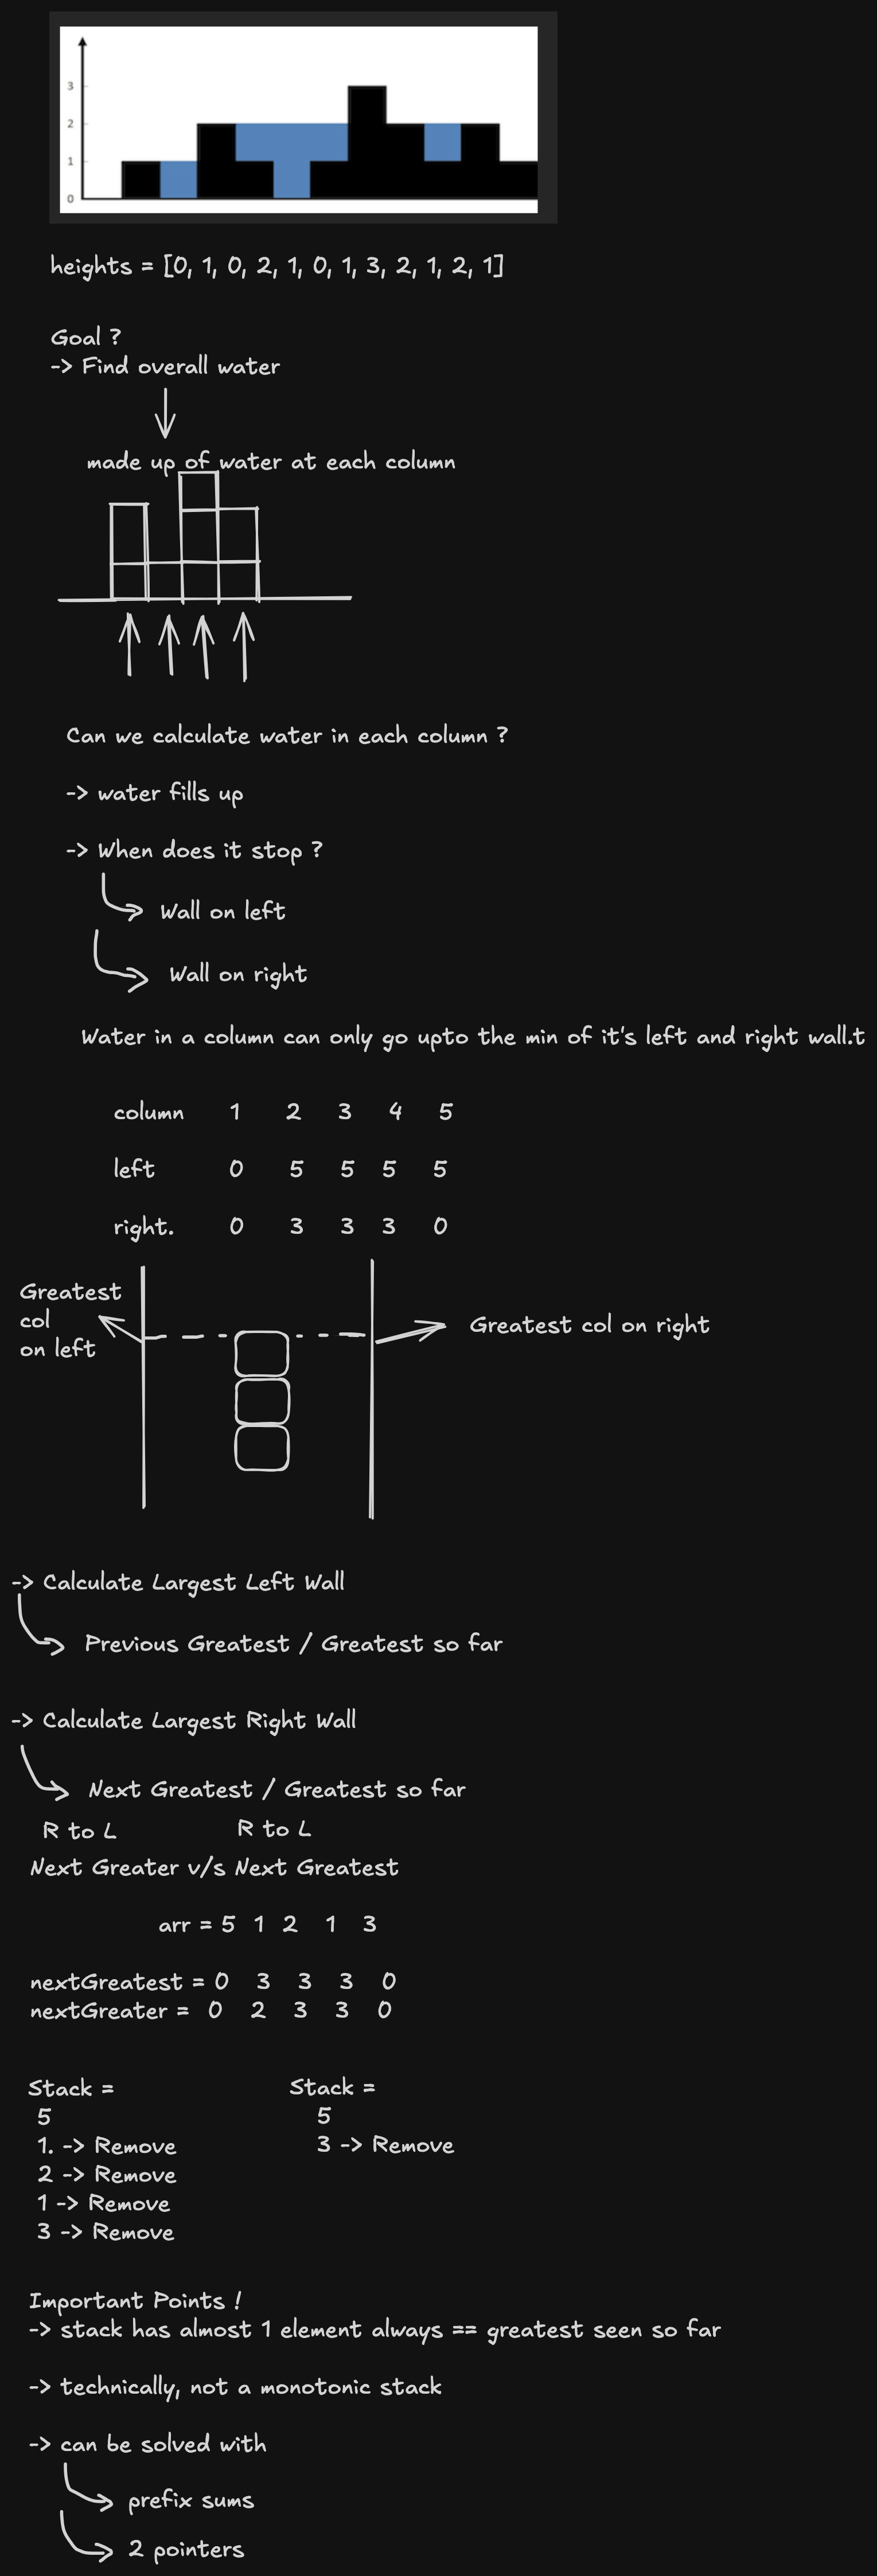 3
2
1
0
heights = [0, 1, 0, 2, 1, 0, 1, 3, 2, 1, 2, 1]
Goal ?
-> Find overall water
made up of water at each column
Can we calculate water in each column ?
-> water fills up
-> When does it stop ?
Wall on left
Wall on right
Water in a column can only go upto the min of it's left and right wall.t
column 1 2 3 4 5
left 0 5 5 5 5
right. 0 3 3 3 0
Greatest
col
on left
Greatest col on right
-> Calculate Largest Left Wall
Previous Greatest / Greatest so far
-> Calculate Largest Right Wall
Next Greatest / Greatest so far
R to L R to L
Next Greater v/s Next Greatest
arr = 5 1 2 1 3
nextGreatest = 0 3 3 3 0
nextGreater = 0 2 3 3 0
Stack =
5
1. -> Remove
2 -> Remove
1 -> Remove
3 -> Remove
Stack =
5
3 -> Remove
Important Points !
-> stack has almost 1 element always == greatest seen so far
-> technically, not a monotonic stack
-> can be solved with
prefix sums
2 pointers